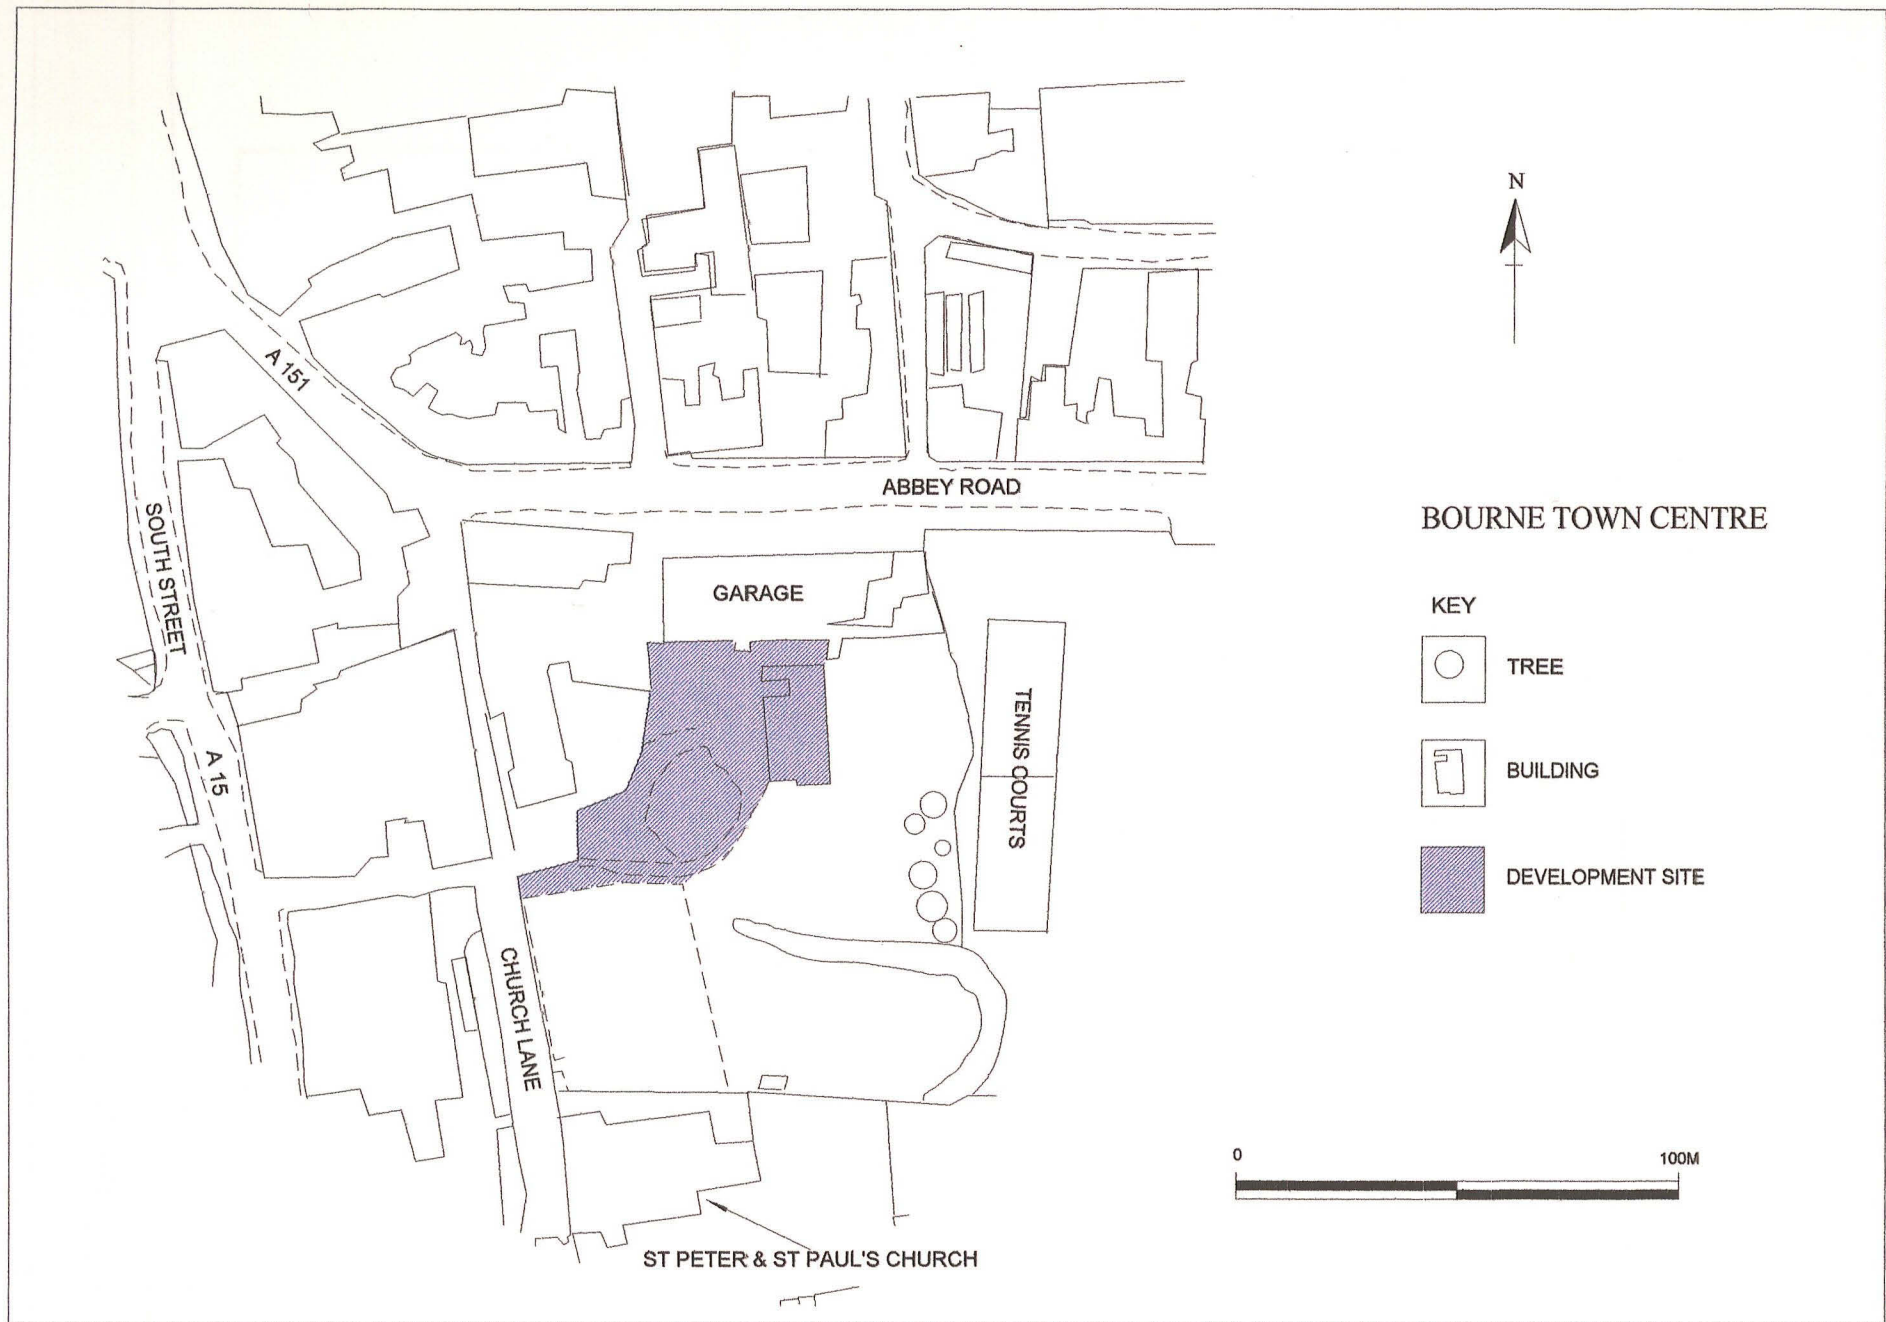 N
A 151
ABBEY ROAD
SOUTH STREET
BOURNE TOWN CENTRE
GARAGE
KEY
TREE
TENNIS COURTS
A 15
BUILDING
DEVELOPMENT SITE
CHURCH LANE
0
100M
ST PETER & ST PAUL'S CHURCH